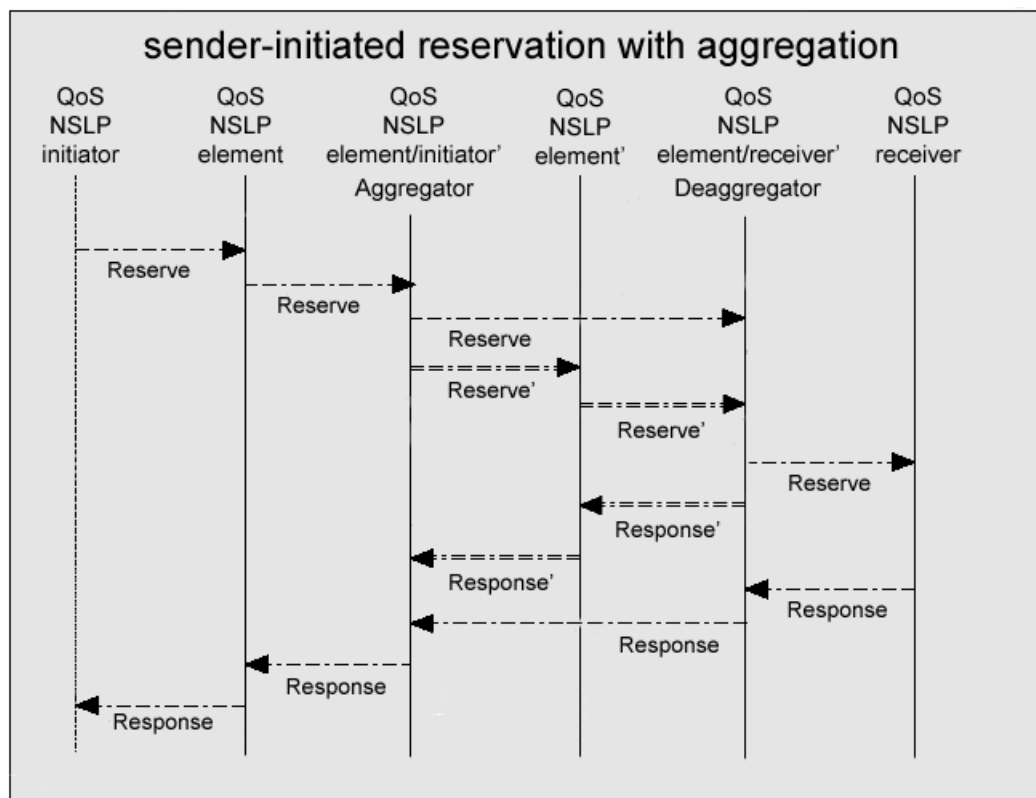 sender-initiated reservation with aggregation
QoS
NSLP
initiator
QoS
NSLP
element
QoS
NSLP
element/initiator’
Aggregator
QoS
NSLP
element’
QoS
NSLP
element/receiver’
Deaggregator
QoS
NSLP
receiver
Reserve
Reserve
Reserve
Reserve’
Reserve’
Reserve
Response’
Response’
Response
Response
Response
Response